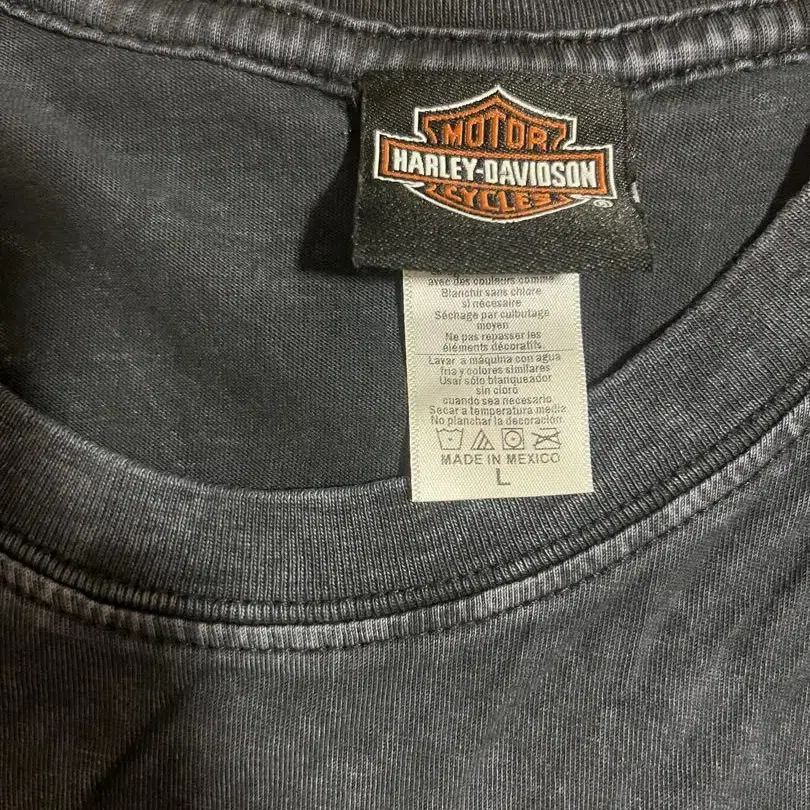 MOTOR
HARLEY-DAVIDSON
CYCLES
®
avec des couleurs comme
Blanchir sans chlore
si nécessaire
Séchage par culbutage
moyen
Ne pas repasser les
éléments décoratifs.
Lavar a máquina con agua
fria y colores similares
Usar sólo blanqueador
sin cloro
cuando sea necesario
Secar a temperatura media
No planchar la decoración.
MADE IN MEXICO
L